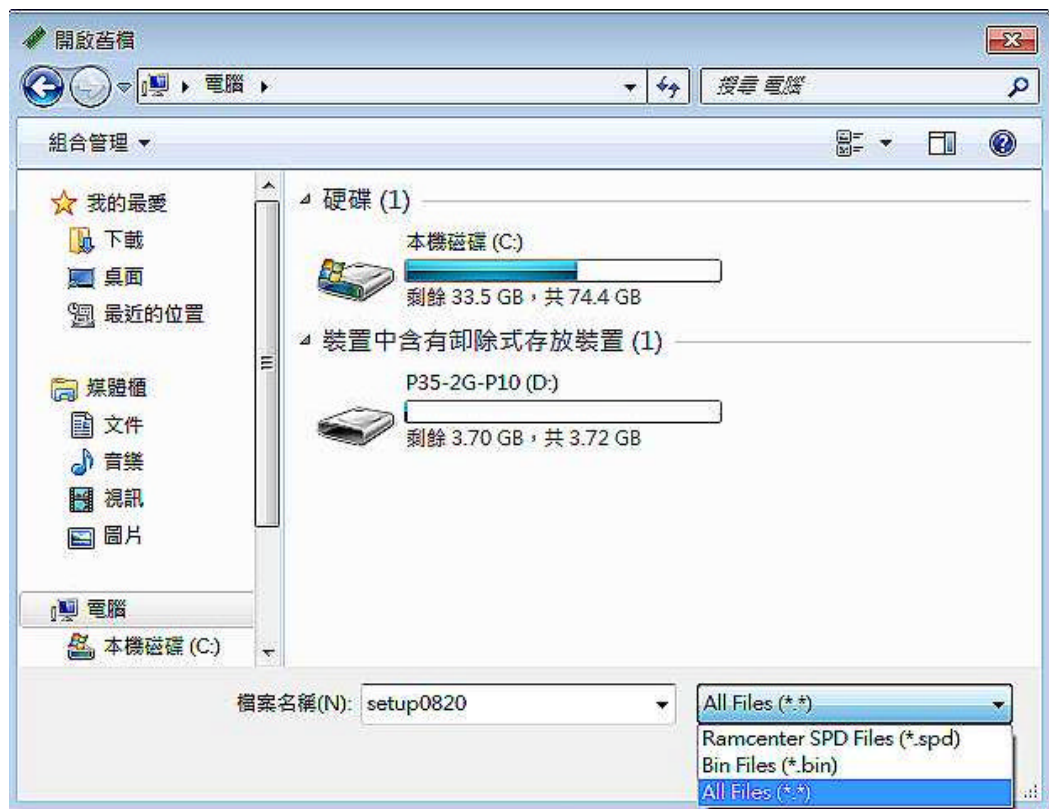 開啟舊檔
電腦
搜尋 電腦
組合管理
我的最愛
下載
桌面
最近的位置
媒體櫃
文件
音樂
視訊
圖片
電腦
本機磁碟 (C:)
硬碟 (1)
本機磁碟 (C:)
剩餘 33.5 GB，共 74.4 GB
裝置中含有卸除式存放裝置 (1)
P35-2G-P10 (D:)
剩餘 3.70 GB，共 3.72 GB
檔案名稱(N): setup0820
All Files (*.*)
Ramcenter SPD Files (*.spd)
Bin Files (*.bin)
All Files (*.*)